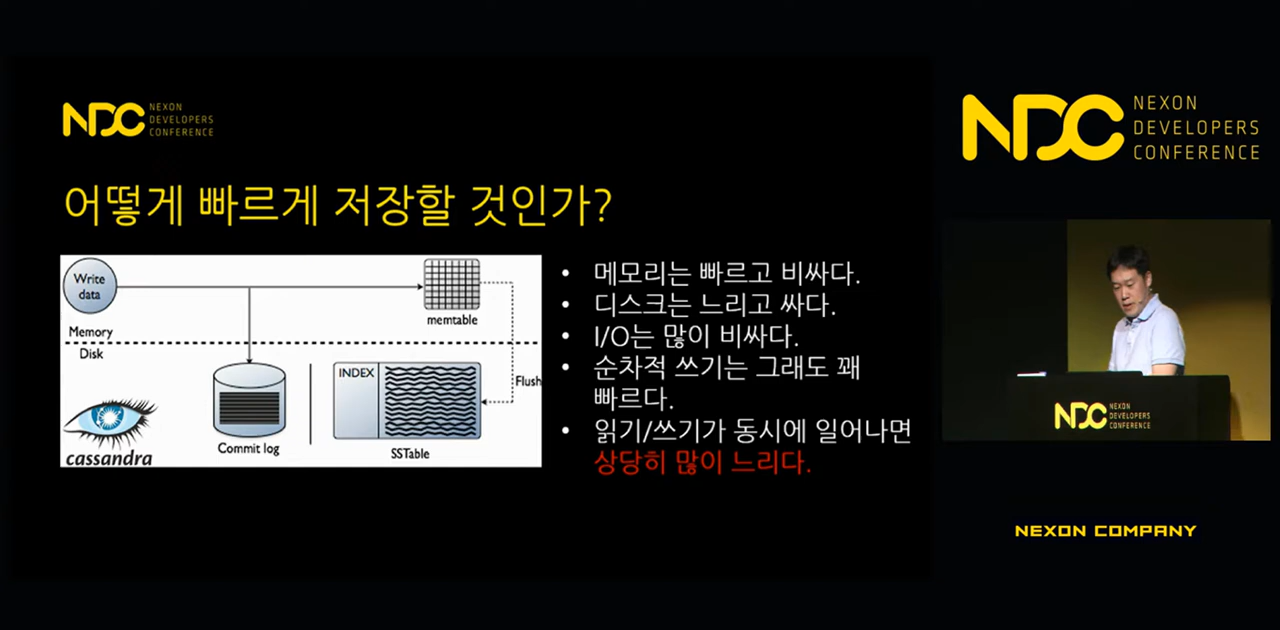 NDC NEXON
DEVELOPERS
CONFERENCE
어떻게 빠르게 저장할 것인가?
Write
data
memtable
Memory
Disk
Flush
INDEX
Commit log
SSTable
cassandra
• 메모리는 빠르고 비싸다.
• 디스크는 느리고 싸다.
• I/O는 많이 비싸다.
• 순차적 쓰기는 그래도 꽤
빠르다.
• 읽기/쓰기가 동시에 일어나면
상당히 많이 느리다.
NDC NEXON
DEVELOPERS
CONFERENCE
NDC NEXON
DEVELOPERS
CONFERENCE
NEXON COMPANY